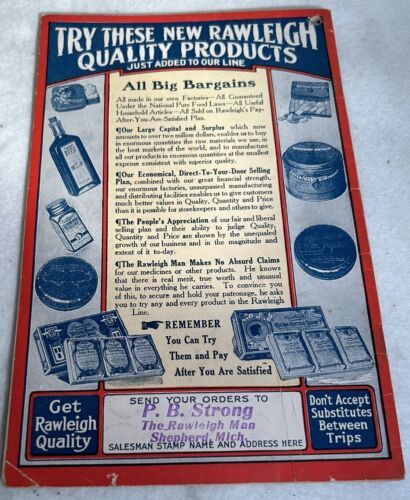 TRY THESE NEW RAWLEIGH
QUALITY PRODUCTS
JUST ADDED TO OUR LINE
All Big Bargains
All made in our own Factories—All Guaranteed
Under the National Pure Food Laws—All Useful
Household Articles—All Sold on Rawleigh's Pay-
After-You-Are-Satisfied Plan.
¶Our Large Capital and Surplus which now
amounts to over two million dollars, enables us to buy
in enormous quantities the raw materials we use, in
the best markets of the world, and to manufacture
all our products in enormous quantities at the smallest
expense consistent with superior quality.
¶Our Economical, Direct-To-Your-Door Selling
Plan, combined with our great financial strength,
our enormous factories, unsurpassed manufacturing
and distributing facilities enables us to give customers
much better values in Quality, Quantity and Price
than it is possible for storekeepers and others to give.
¶The People's Appreciation of our fair and liberal
selling plan and their ability to judge Quality,
Quantity and Price are shown by the unequaled
growth of our business and in the magnitude and
extent of it to-day.
¶The Rawleigh Man Makes No Absurd Claims
for our medicines or other products. He knows
that there is real merit, true worth and unusual
value in everything he carries. To convince you
of this, to secure and hold your patronage, he asks
you to try any and every product in the Rawleigh
Line.
REMEMBER
You Can Try
Them and Pay
After You Are Satisfied
Get
Rawleigh
Quality
SEND YOUR ORDERS TO
P. B. Strong
The Rawleigh Man
Shepherd, Mich.
SALESMAN STAMP NAME AND ADDRESS HERE
Don't Accept
Substitutes
Between
Trips